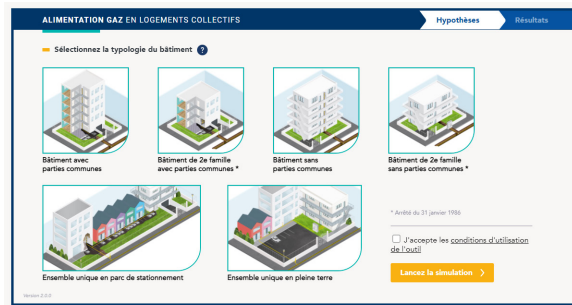 ALIMENTATION GAZ EN LOGEMENTS COLLECTIFS
Hypothèses
Résultats
Sélectionnez la typologie du bâtiment ?
Bâtiment avec
parties communes
Bâtiment de 2e famille
avec parties communes *
Bâtiment sans
parties communes
Bâtiment de 2e famille
sans parties communes *
Ensemble unique en parc de stationnement
Ensemble unique en pleine terre
* Arrêté du 31 janvier 1986
J'accepte les conditions d'utilisation
de l'outil
Lancez la simulation
Version 2.0.0